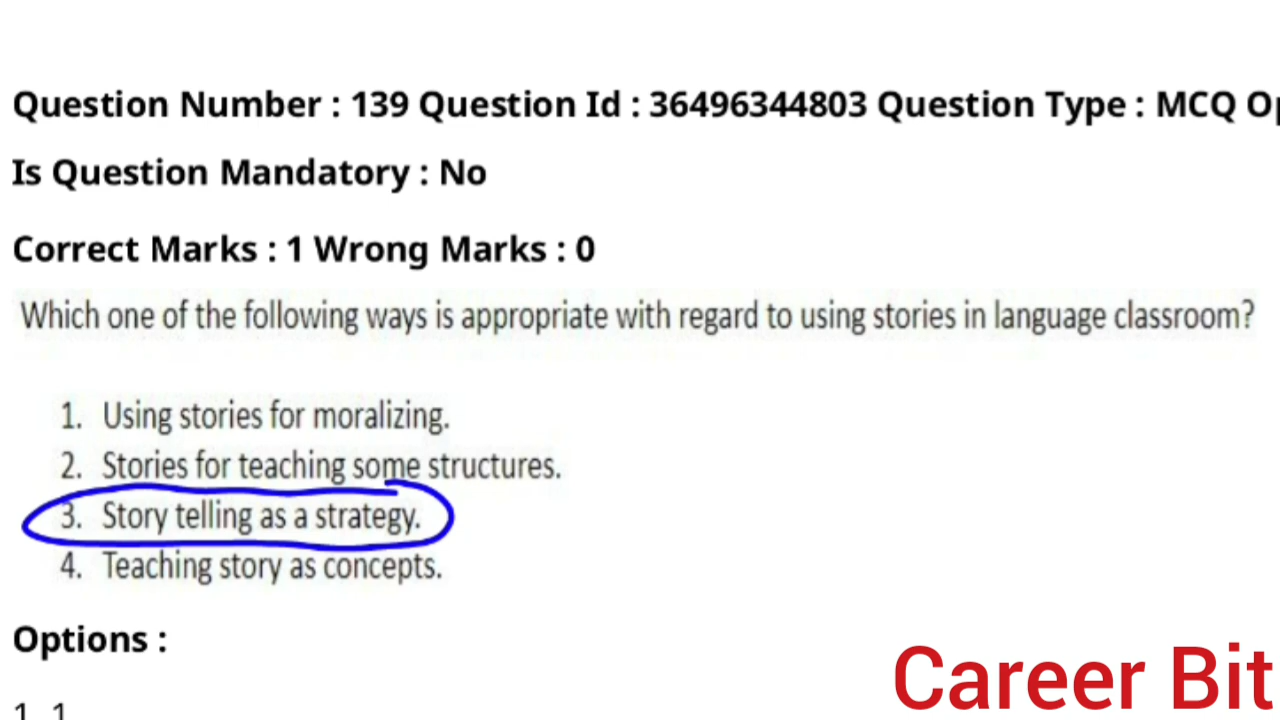 Question Number : 139 Question Id : 36496344803 Question Type : MCQ
Is Question Mandatory : No
Correct Marks : 1 Wrong Marks : 0
Which one of the following ways is appropriate with regard to using stories in language classroom?
1. Using stories for moralizing.
2. Stories for teaching some structures.
3. Story telling as a strategy.
4. Teaching story as concepts.
Options :
1. 1
Career Bit